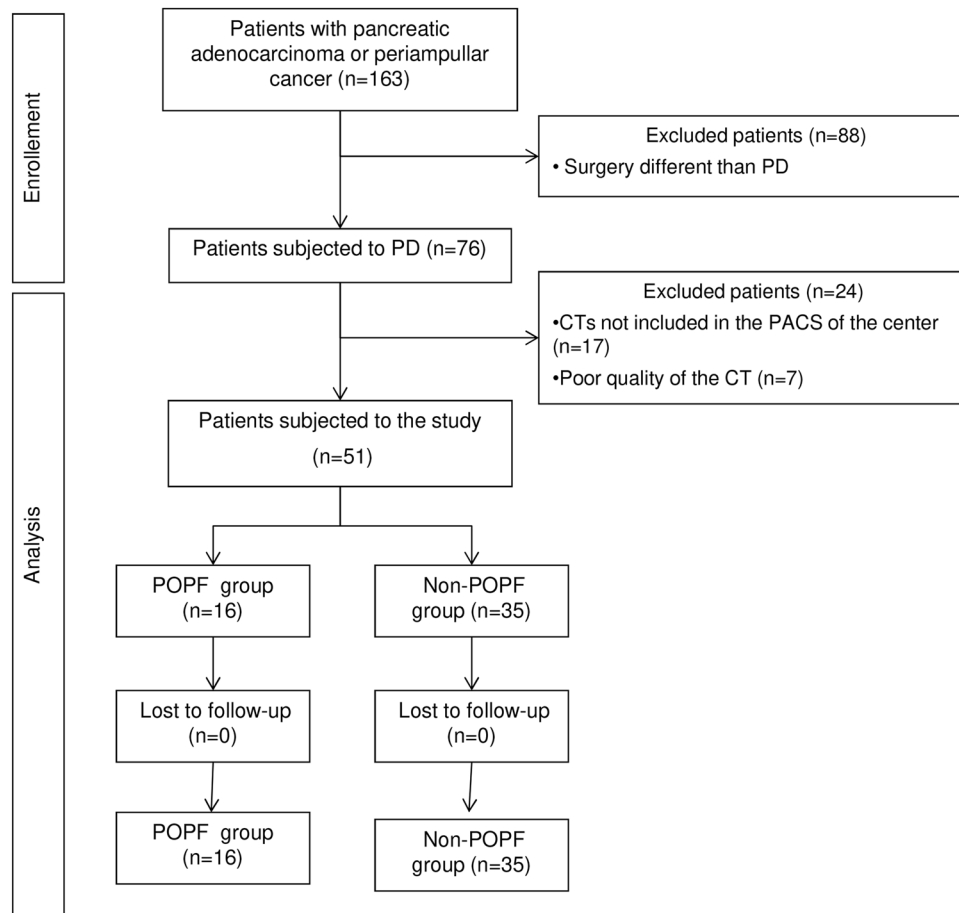 Enrollement
Patients with pancreatic
adenocarcinoma or periampullar
cancer (n=163)
Excluded patients (n=88)
• Surgery different than PD
Patients subjected to PD (n=76)
Analysis
Excluded patients (n=24)
•CTs not included in the PACS of the center
(n=17)
•Poor quality of the CT (n=7)
Patients subjected to the study
(n=51)
POPF group
(n=16)
Non-POPF
group (n=35)
Lost to follow-up
(n=0)
Lost to follow-up
(n=0)
POPF group
(n=16)
Non-POPF
group (n=35)